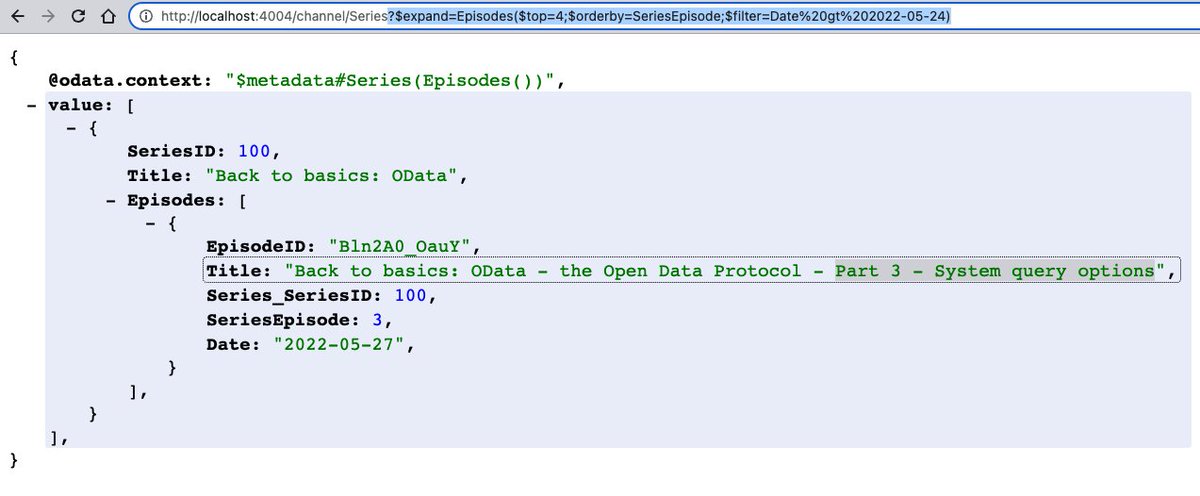 http://localhost:4004/channel/Series?$expand=Episodes($top=4;$orderby=SeriesEpisode;$filter=Date%20gt%202022-05-24)
{
@odata.context: "$metadata#Series(Episodes())",
– value: [
– {
SeriesID: 100,
Title: "Back to basics: OData",
– Episodes: [
– {
EpisodeID: "Bln2A0_OauY",
Title: "Back to basics: OData – the Open Data Protocol – Part 3 – System query options",
Series_SeriesID: 100,
SeriesEpisode: 3,
Date: "2022-05-27",
}
],
}
],
}